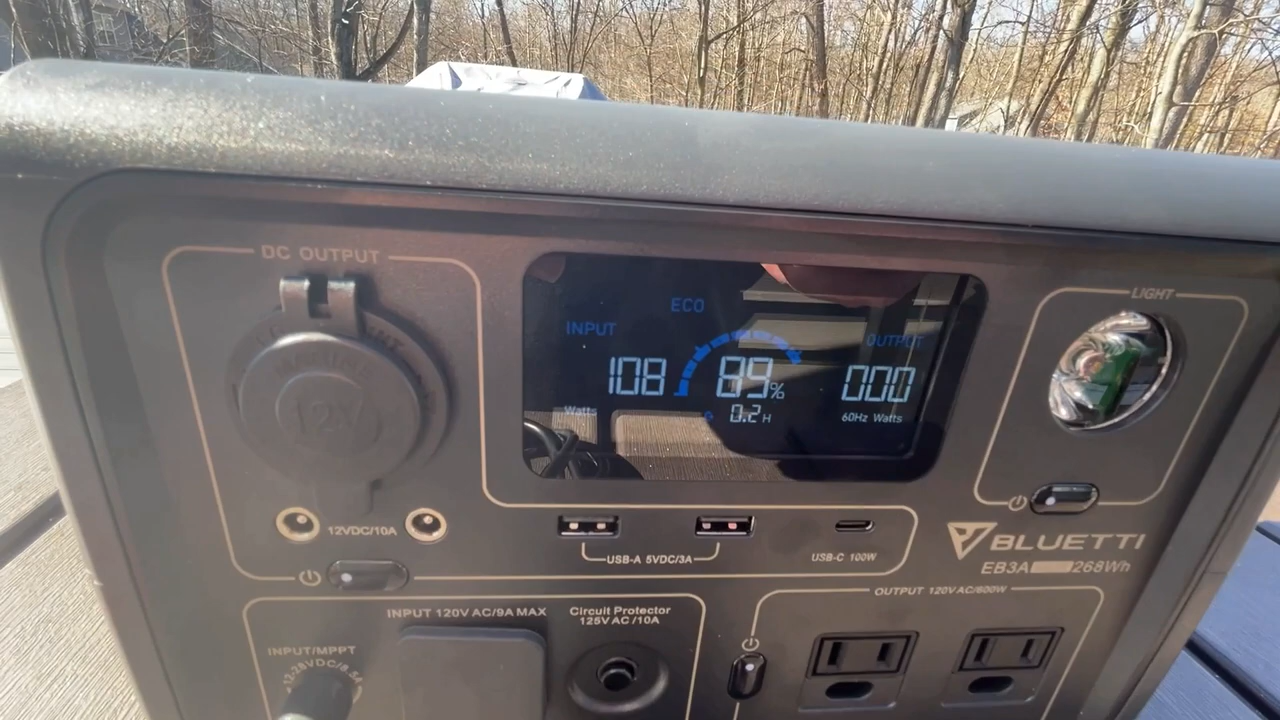 DC OUTPUT
12V
12VDC/10A
ECO
INPUT
108
Watts
89%
0.2H
OUTPUT
000
60Hz Watts
LIGHT
USB-A 5VDC/3A
USB-C 100W
BLUETTI
EB3A 268Wh
INPUT 120V AC/9A MAX
Circuit Protector
125V AC /10A
INPUT/MPPT
OUTPUT 120V AC/600W